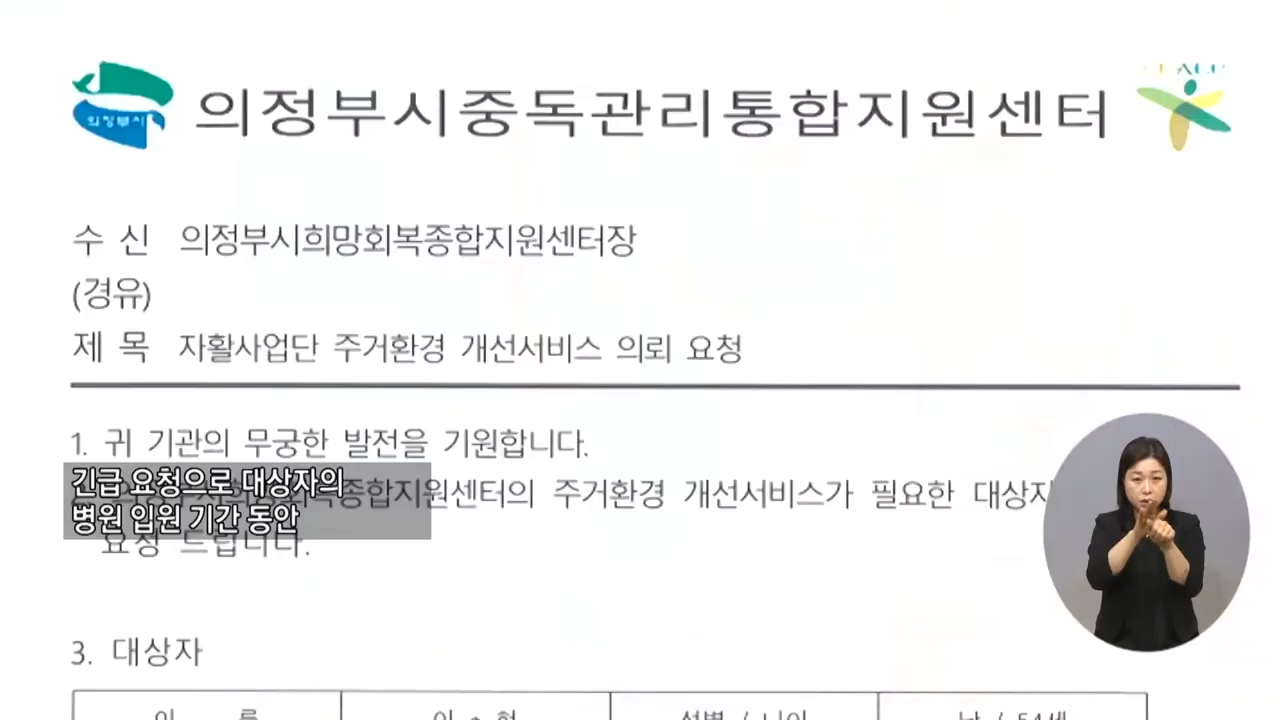 의정부시
의정부시중독관리통합지원센터
수 신 의정부시희망회복종합지원센터장
(경유)
제 목 자활사업단 주거환경 개선서비스 의뢰 요청
1. 귀 기관의 무궁한 발전을 기원합니다.
종합지원센터의 주거환경 개선서비스가 필요한
긴급 요청으로 대상자의
병원 입원 기간 동안
요청 드립니다.
3. 대상자